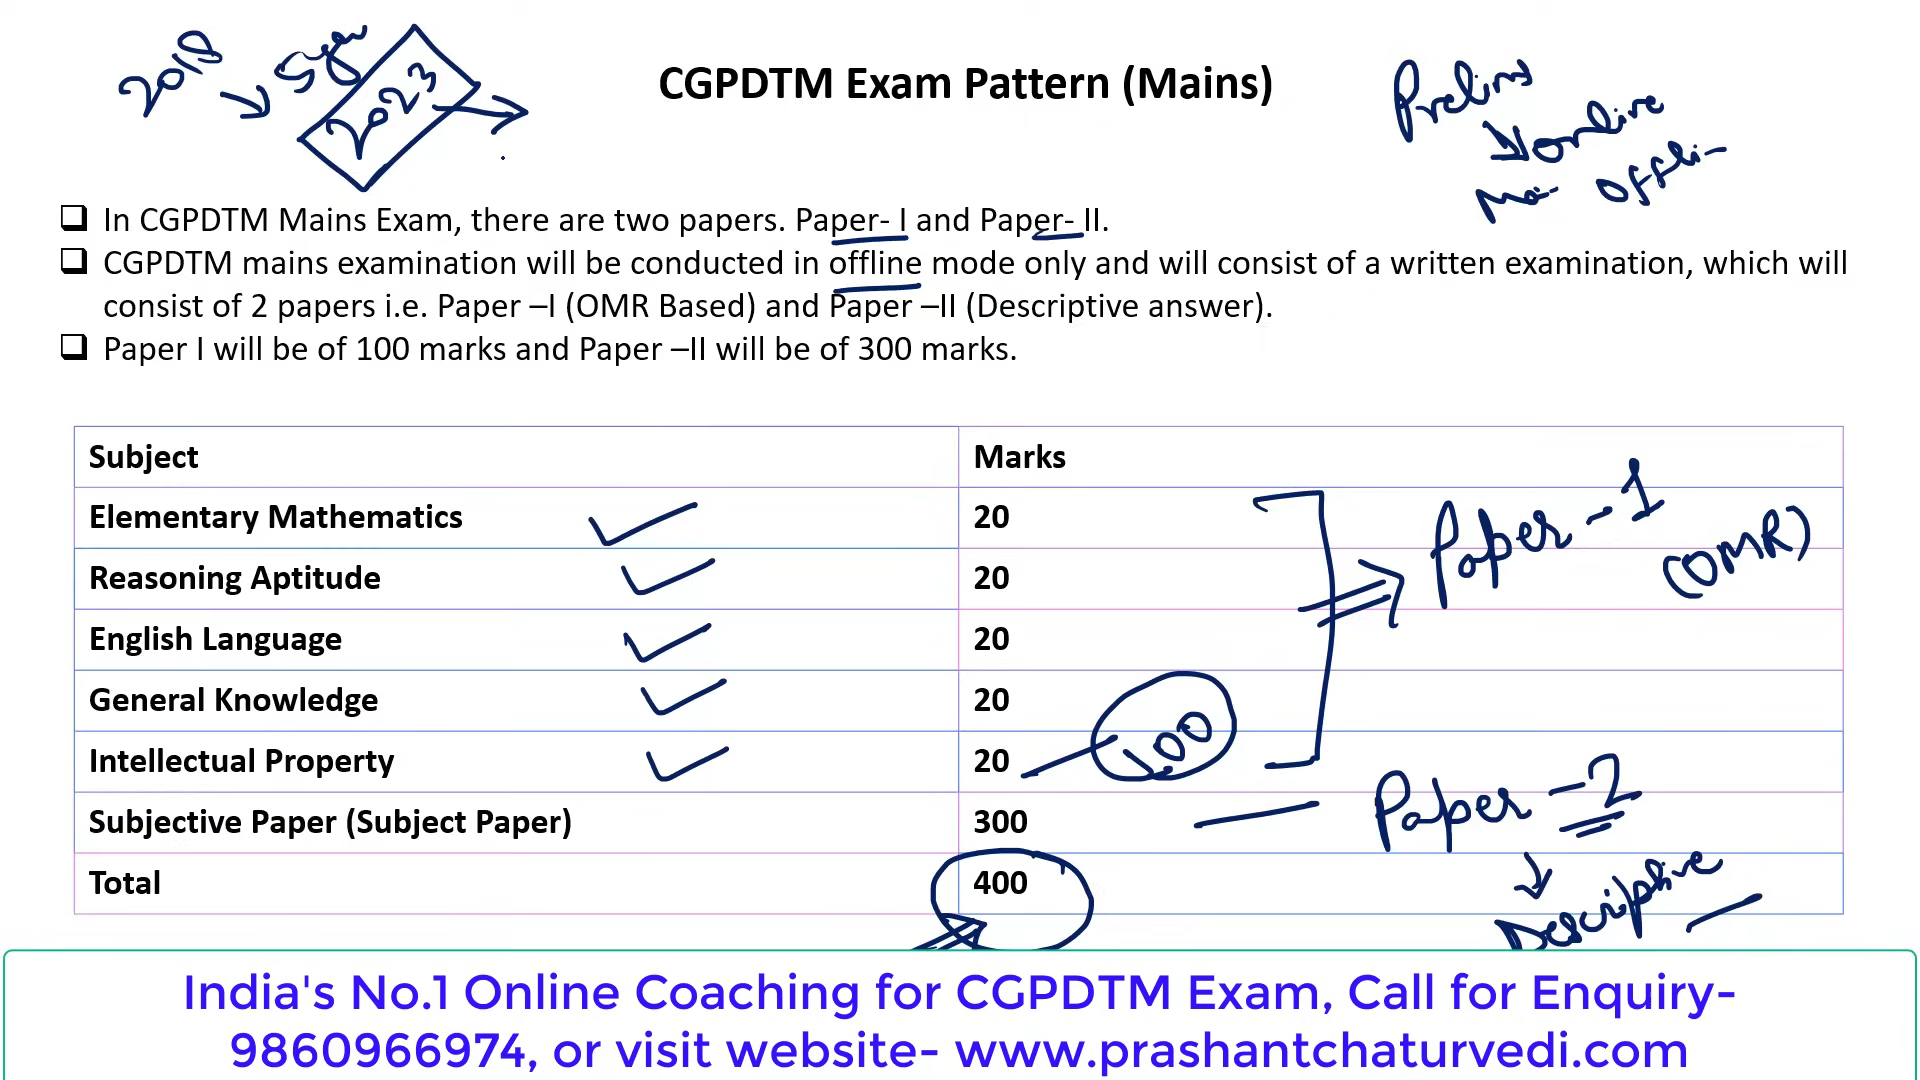 2018
5 year
2023
CGPDTM Exam Pattern (Mains)
Prelims
online
offli-
In CGPDTM Mains Exam, there are two papers. Paper- I and Paper- II.
CGPDTM mains examination will be conducted in offline mode only and will consist of a written examination, which will
consist of 2 papers i.e. Paper –I (OMR Based) and Paper –II (Descriptive answer).
Paper I will be of 100 marks and Paper –II will be of 300 marks.
Subject Marks
Elementary Mathematics 20
Reasoning Aptitude 20
English Language 20
General Knowledge 20
Intellectual Property 20
Subjective Paper (Subject Paper) 300
Total 400
Paper - 1
(OMR)
100
Paper - 2
Descriptive
India's No.1 Online Coaching for CGPDTM Exam, Call for Enquiry-
9860966974, or visit website- www.prashantchaturvedi.com